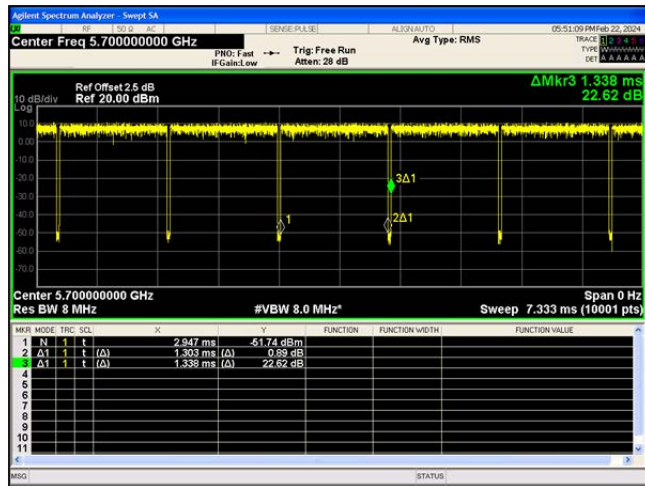 Agilent Spectrum Analyzer - Swept SA
RF 50 Ω AC SENSE:PULSE ALIGNAUTO 05:51:09 PM Feb 22, 2024
Center Freq 5.700000000 GHz
PNO: Fast
IFGain:Low
Trig: Free Run
Atten: 28 dB
Avg Type: RMS
TRACE 1 2 3 4 5 6
TYPE
DET A A A A A A
Ref Offset 2.5 dB
10 dB/div Ref 20.00 dBm
Log
ΔMkr3 1.338 ms
22.62 dB
10.0
0.00
-10.0
-20.0
-30.0
-40.0
-50.0
-60.0
-70.0
3Δ1
1
2Δ1
Center 5.700000000 GHz Span 0 Hz
Res BW 8 MHz #VBW 8.0 MHz* Sweep 7.333 ms (10001 pts)
MKR MODE TRC SCL X Y FUNCTION FUNCTION WIDTH FUNCTION VALUE
1 N 1 t 2.947 ms -51.74 dBm
2 Δ1 1 t (Δ) 1.303 ms (Δ) 0.89 dB
3 Δ1 1 t (Δ) 1.338 ms (Δ) 22.62 dB
4
5
6
7
8
9
10
11
MSG STATUS